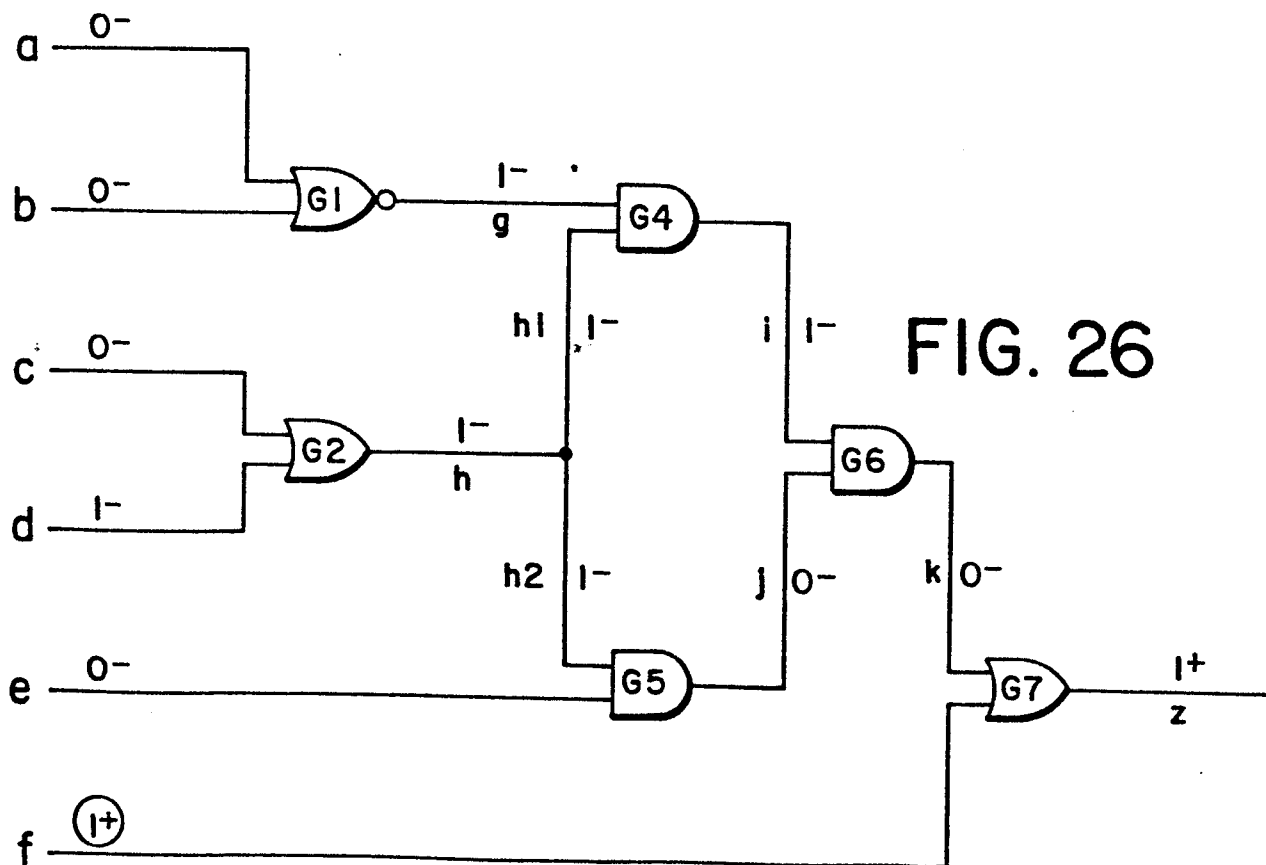 a 0-
b 0-
G1
1-
g
G4
h1 1-
i 1-
FIG. 26
c 0-
G2
1-
h
d 1-
G6
h2 1-
j 0-
k 0-
e 0-
G5
G7
1+
z
f 1+